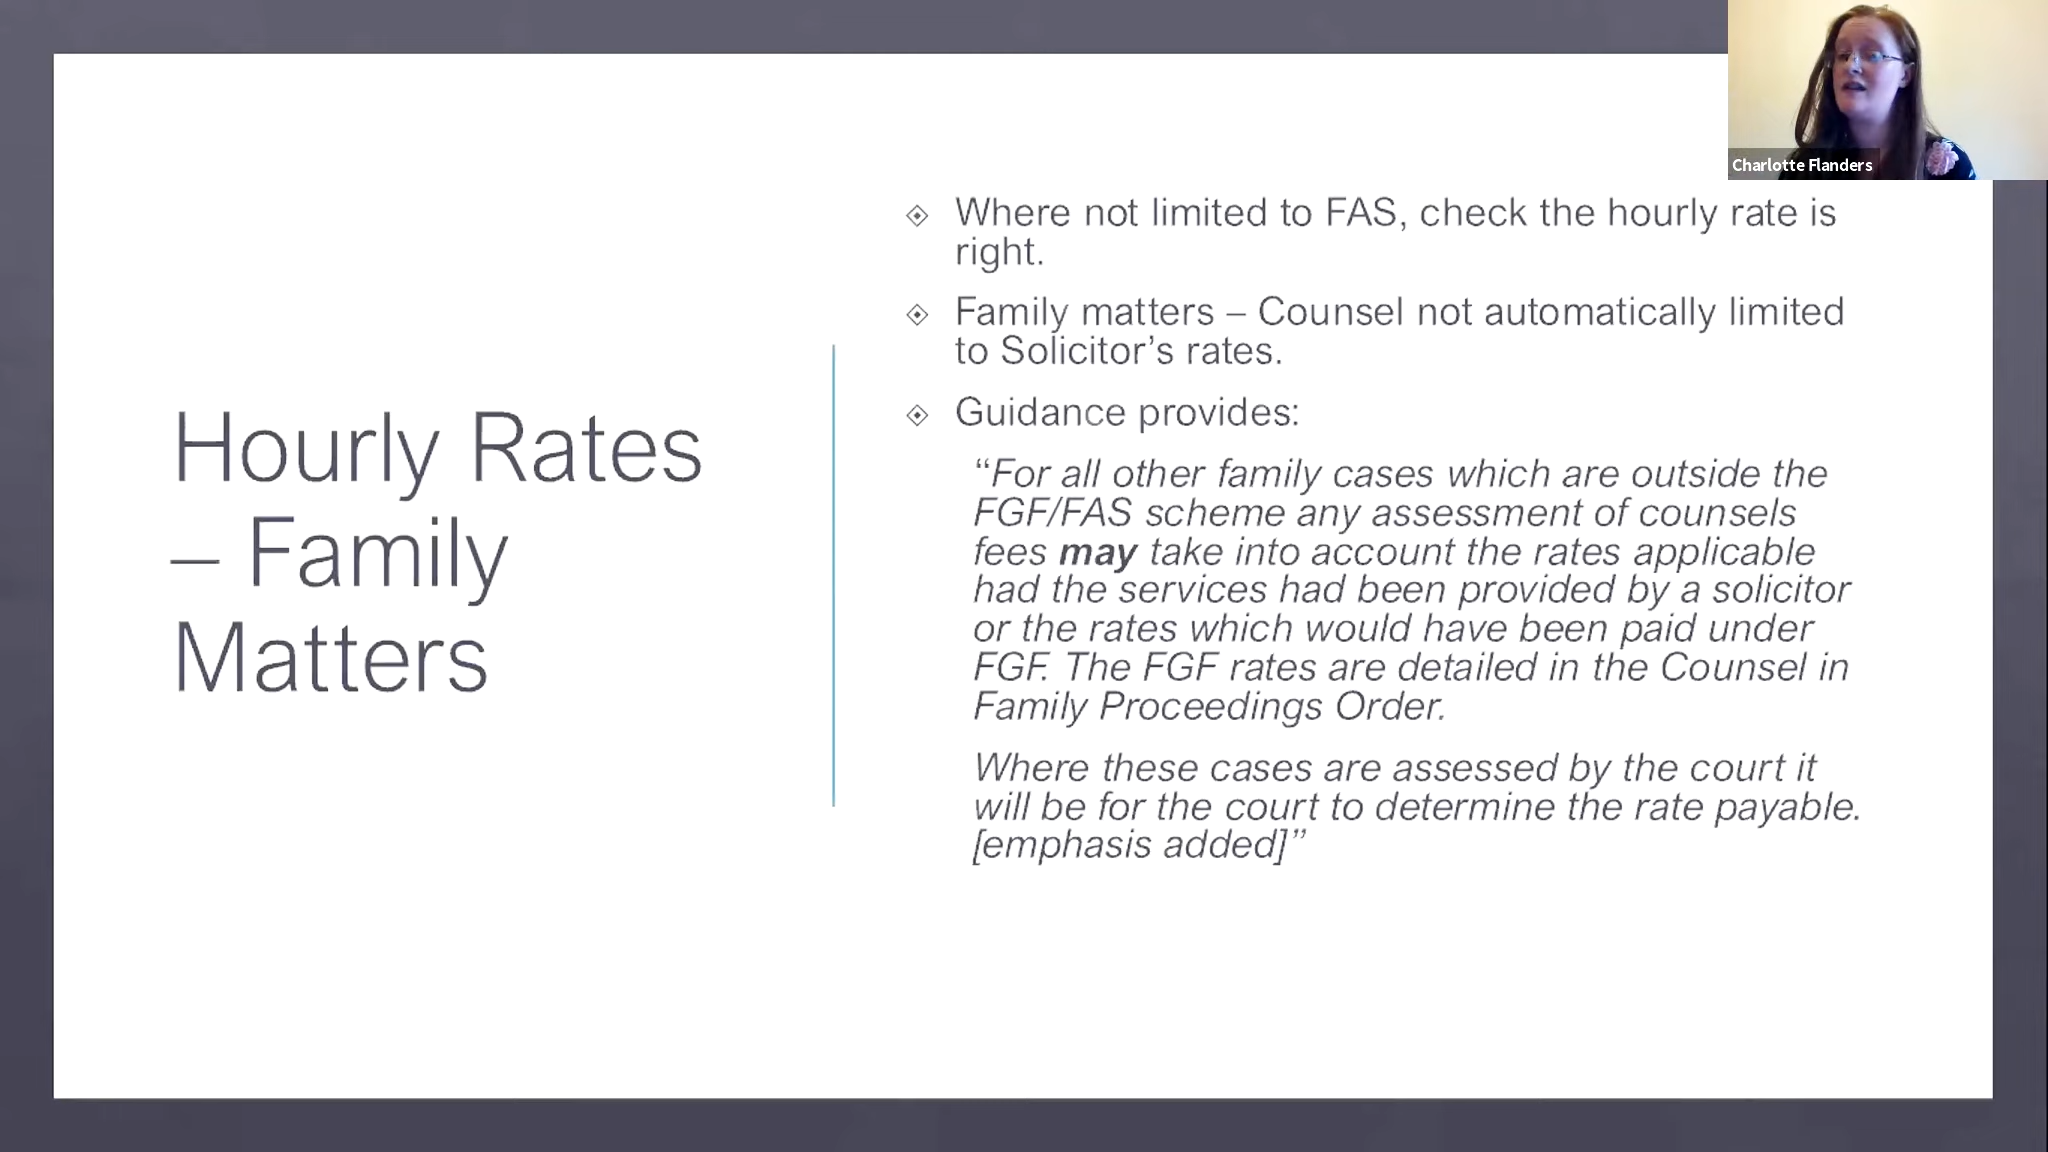 Charlotte Flanders
Hourly Rates
– Family
Matters
Where not limited to FAS, check the hourly rate is
right.
Family matters – Counsel not automatically limited
to Solicitor’s rates.
Guidance provides:
“For all other family cases which are outside the
FGF/FAS scheme any assessment of counsels
fees may take into account the rates applicable
had the services had been provided by a solicitor
or the rates which would have been paid under
FGF. The FGF rates are detailed in the Counsel in
Family Proceedings Order.
Where these cases are assessed by the court it
will be for the court to determine the rate payable.
[emphasis added]”